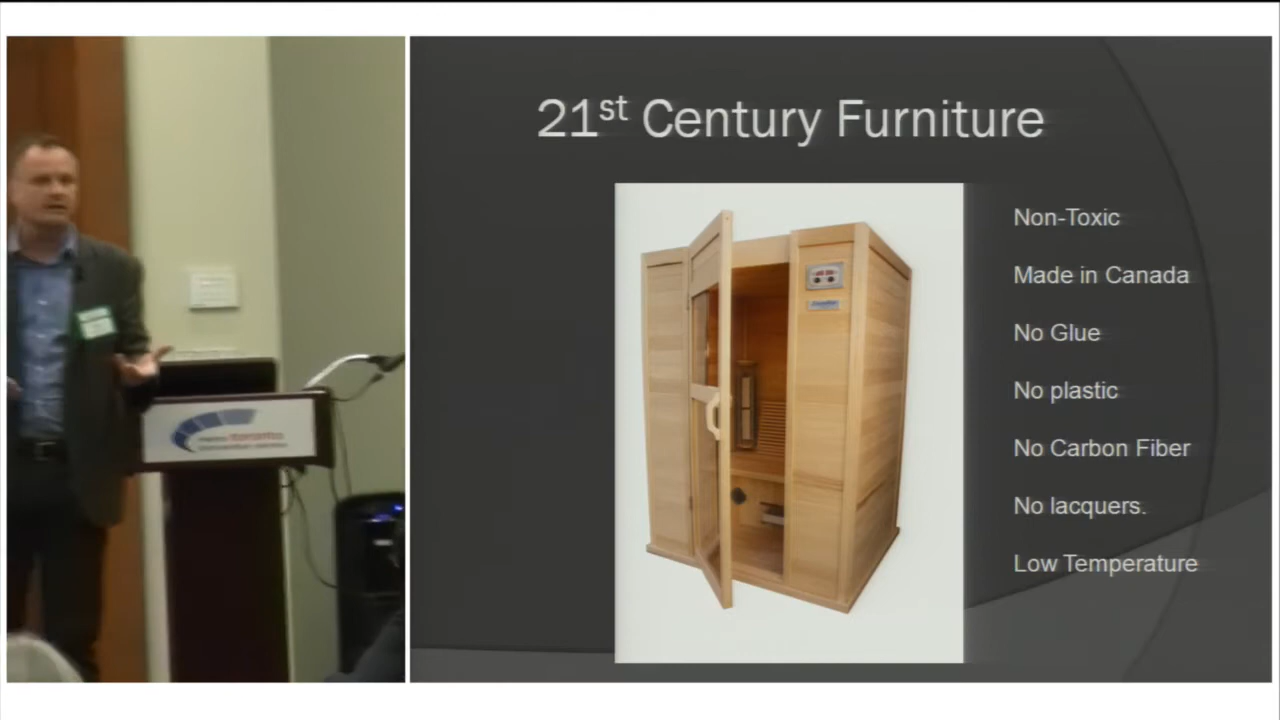 21st Century Furniture
Non-Toxic
Made in Canada
No Glue
No plastic
No Carbon Fiber
No lacquers.
Low Temperature